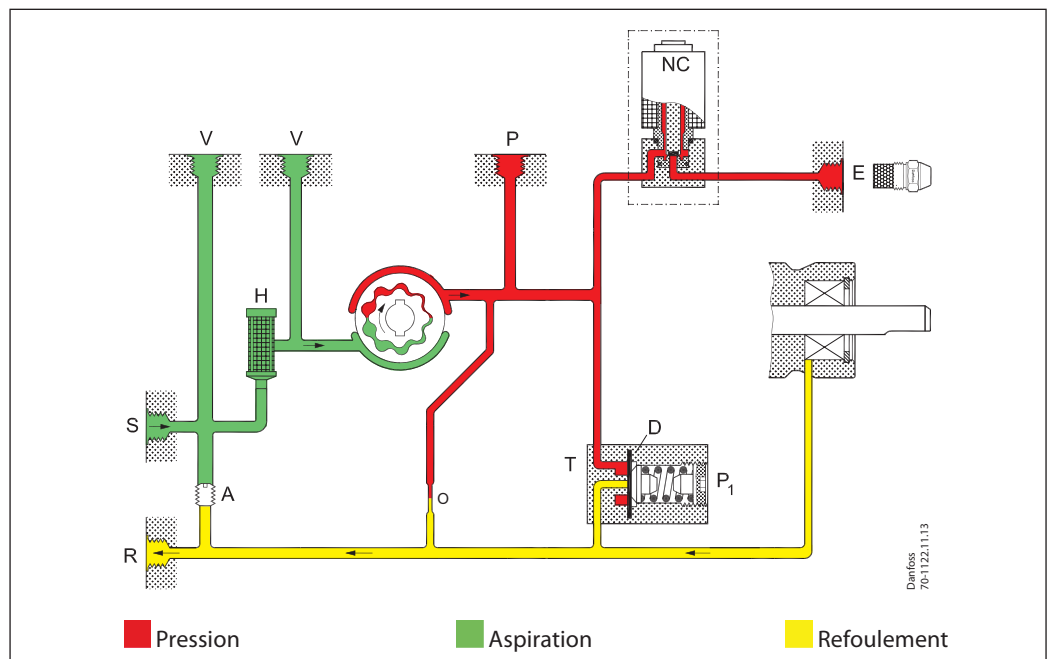 NC
V V P
E
H
S
D
T
P1
A
O
R
Danfoss
70-1122.11.13
Pression Aspiration Refoulement